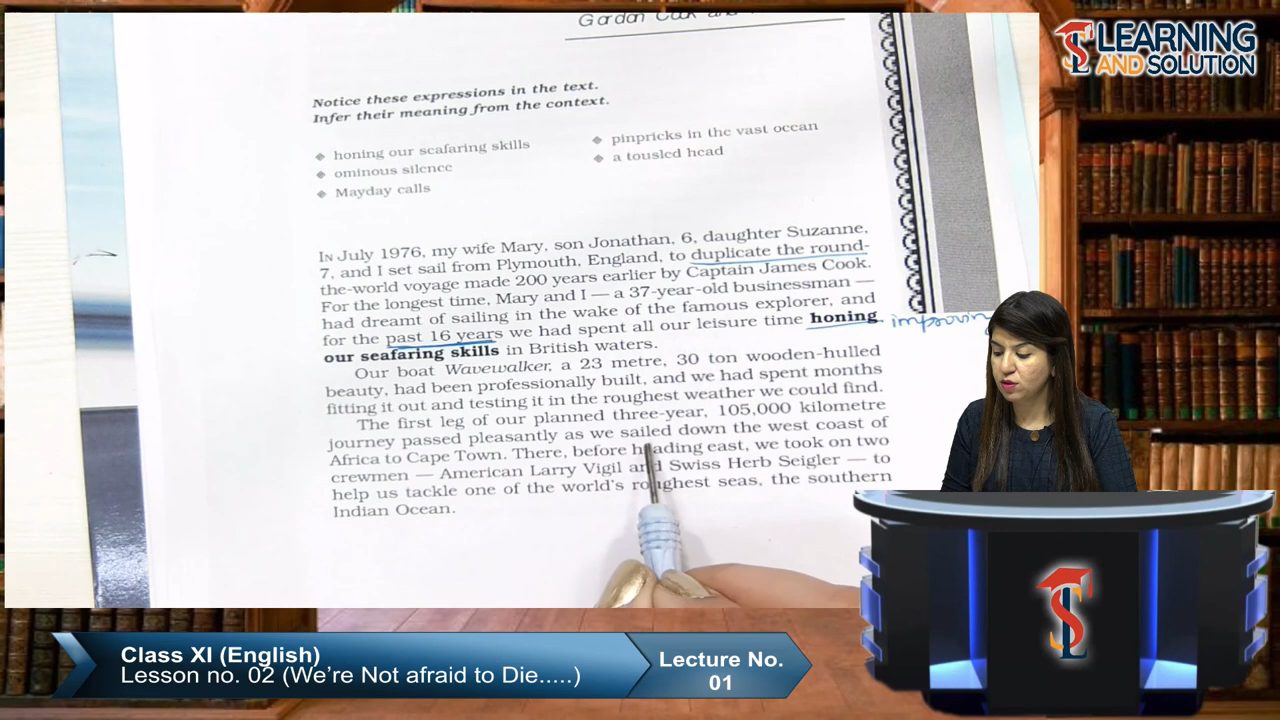 Gordon Cook and
LEARNING
AND SOLUTION
Notice these expressions in the text.
Infer their meaning from the context.
honing our seafaring skills
ominous silence
Mayday calls
pinpricks in the vast ocean
a tousled head
IN July 1976, my wife Mary, son Jonathan, 6, daughter Suzanne,
7, and I set sail from Plymouth, England, to duplicate the round-
the-world voyage made 200 years earlier by Captain James Cook.
For the longest time, Mary and I — a 37-year-old businessman —
had dreamt of sailing in the wake of the famous explorer, and
for the past 16 years we had spent all our leisure time honing improving
our seafaring skills in British waters.
Our boat Wavewalker, a 23 metre, 30 ton wooden-hulled
beauty, had been professionally built, and we had spent months
fitting it out and testing it in the roughest weather we could find.
The first leg of our planned three-year, 105,000 kilometre
journey passed pleasantly as we sailed down the west coast of
Africa to Cape Town. There, before heading east, we took on two
crewmen — American Larry Vigil and Swiss Herb Seigler — to
help us tackle one of the world's roughest seas, the southern
Indian Ocean.
Class XI (English)
Lesson no. 02 (We're Not afraid to Die.....)
Lecture No.
01